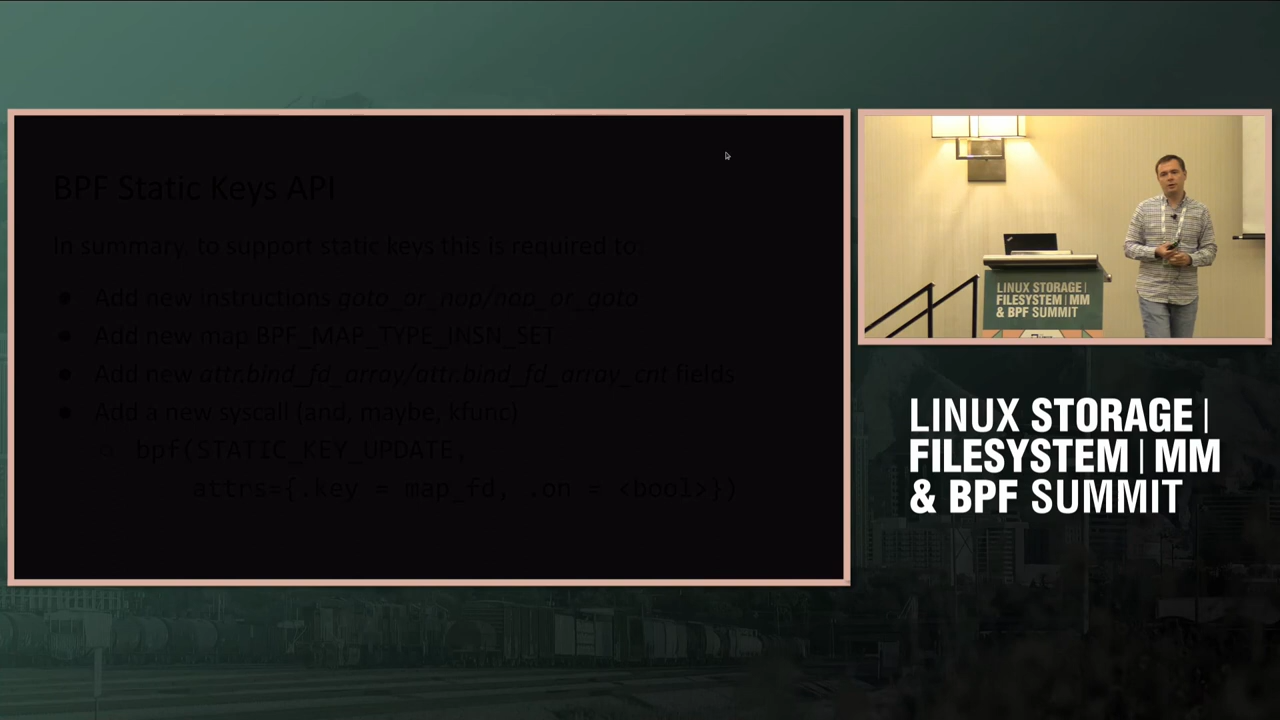 BPF Static Keys API
In summary, to support static keys this is required to:
● Add new instructions goto_or_nop/nop_or_goto
● Add new map BPF_MAP_TYPE_INSN_SET
● Add new attr.bind_fd_array/attr.bind_fd_array_cnt fields
● Add a new syscall (and, maybe, kfunc)
○ bpf(STATIC_KEY_UPDATE,
attrs={.key = map_fd, .on = <bool>})
LINUX STORAGE |
FILESYSTEM | MM
& BPF SUMMIT
LINUX STORAGE |
FILESYSTEM | MM
& BPF SUMMIT